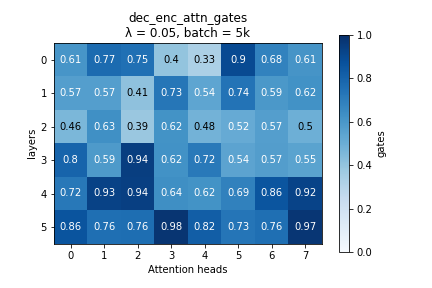 dec_enc_attn_gates
λ = 0.05, batch = 5k
0 0.61 0.77 0.75 0.4 0.33 0.9 0.68 0.61
1 0.57 0.57 0.41 0.73 0.54 0.74 0.59 0.62
2 0.46 0.63 0.39 0.62 0.48 0.52 0.57 0.5
3 0.8 0.59 0.94 0.62 0.72 0.54 0.57 0.55
4 0.72 0.93 0.94 0.64 0.62 0.69 0.86 0.92
5 0.86 0.76 0.76 0.98 0.82 0.73 0.76 0.97
0 1 2 3 4 5 6 7
Attention heads
layers
1.0
0.8
0.6
0.4
0.2
0.0
gates